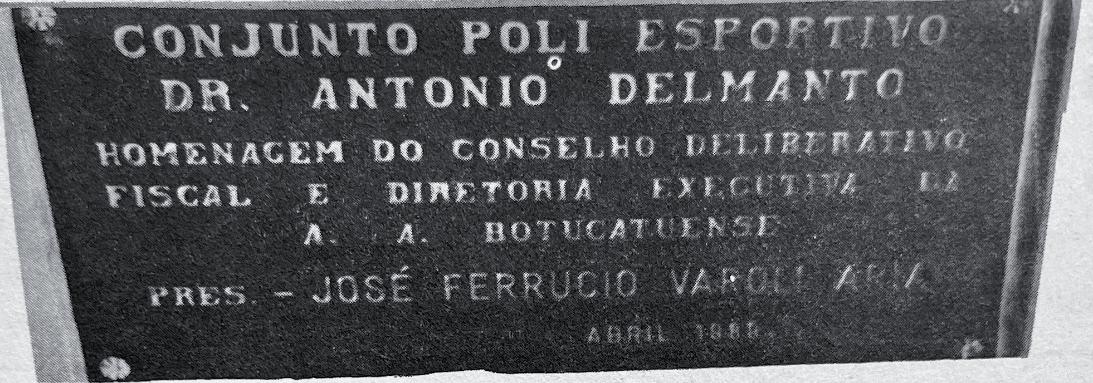 CONJUNTO POLI ESPORTIVO
DR. ANTONIO DELMANTO
HOMENAGEM DO CONSELHO DELIBERATIVO
FISCAL E DIRETORIA EXECUTIVA DA
A. A. BOTUCATUENSE
PRES. - JOSÉ FERRUCIO VAROLI ARIA
ABRIL